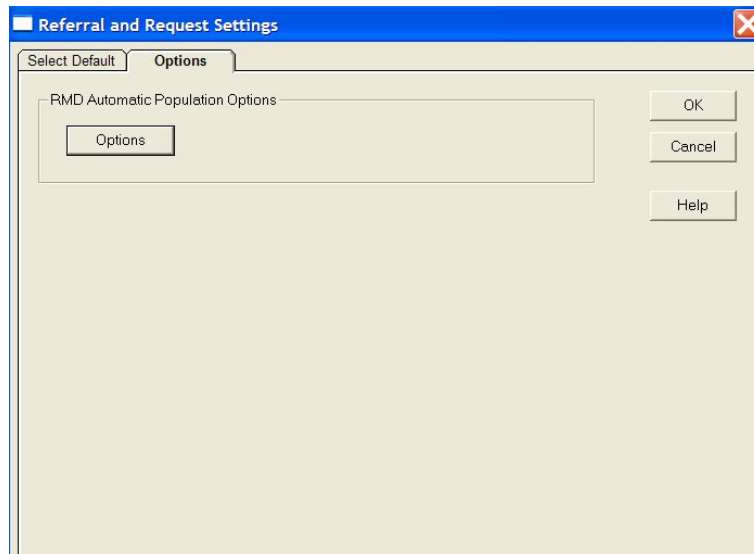 Referral and Request Settings
Select Default
Options
RMD Automatic Population Options
Options
OK
Cancel
Help